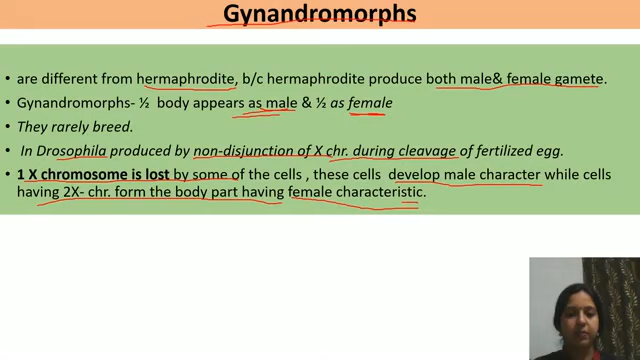 Gynandromorphs
• are different from hermaphrodite, b/c hermaphrodite produce both male& female gamete.
• Gynandromorphs- ½ body appears as male & ½ as female
• They rarely breed.
• In Drosophila produced by non-disjunction of X chr. during cleavage of fertilized egg.
• 1 X chromosome is lost by some of the cells , these cells develop male character while cells
having 2X- chr. form the body part having female characteristic.